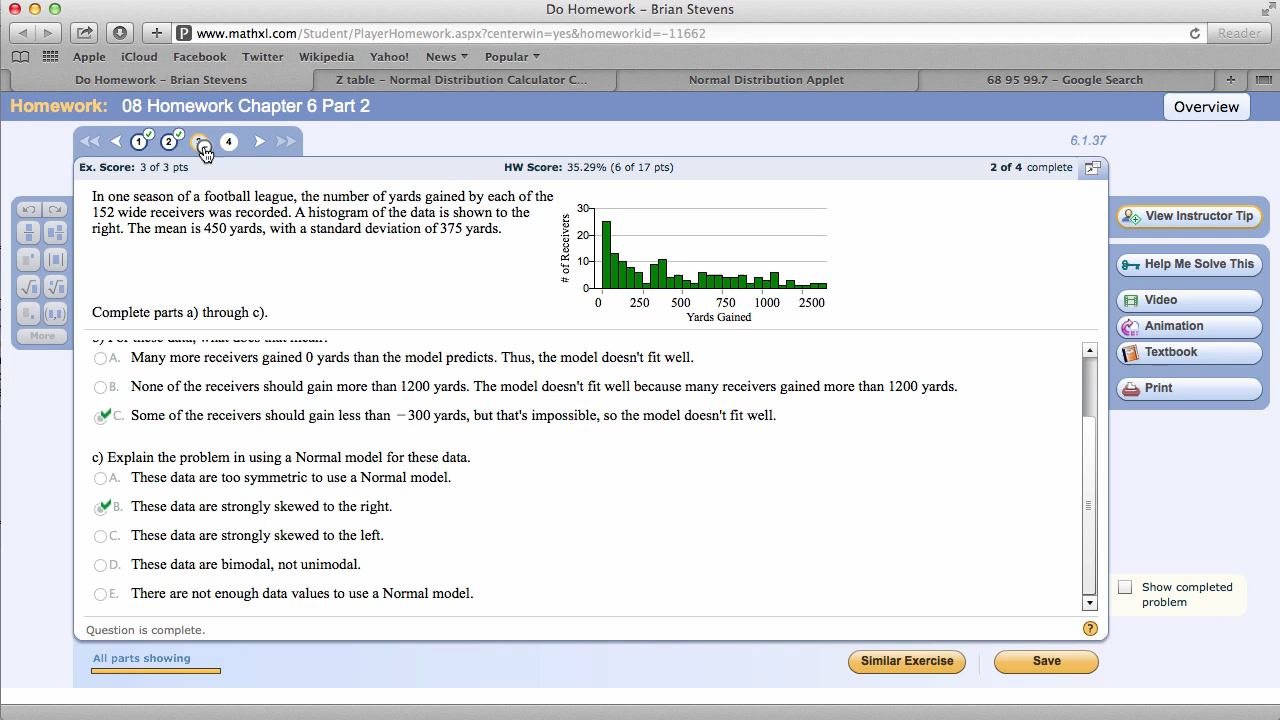 Do Homework – Brian Stevens
www.mathxl.com/Student/PlayerHomework.aspx?centerwin=yes&homeworkid=−11662
Reader
Apple iCloud Facebook Twitter Wikipedia Yahoo! News Popular
Do Homework – Brian Stevens
Z table – Normal Distribution Calculator C...
Normal Distribution Applet
68 95 99.7 – Google Search
Homework: 08 Homework Chapter 6 Part 2
Overview
1 2 4
6.1.37
Ex. Score: 3 of 3 pts
HW Score: 35.29% (6 of 17 pts)
2 of 4 complete
In one season of a football league, the number of yards gained by each of the
152 wide receivers was recorded. A histogram of the data is shown to the
right. The mean is 450 yards, with a standard deviation of 375 yards.
Complete parts a) through c).
# of Receivers
30
20
10
0
0 250 500 750 1000 2500
Yards Gained
b) For these data, what does that mean?
A. Many more receivers gained 0 yards than the model predicts. Thus, the model doesn't fit well.
B. None of the receivers should gain more than 1200 yards. The model doesn't fit well because many receivers gained more than 1200 yards.
C. Some of the receivers should gain less than −300 yards, but that's impossible, so the model doesn't fit well.
c) Explain the problem in using a Normal model for these data.
A. These data are too symmetric to use a Normal model.
B. These data are strongly skewed to the right.
C. These data are strongly skewed to the left.
D. These data are bimodal, not unimodal.
E. There are not enough data values to use a Normal model.
Question is complete.
?
All parts showing
Similar Exercise
Save
More
View Instructor Tip
Help Me Solve This
Video
Animation
Textbook
Print
Show completed
problem